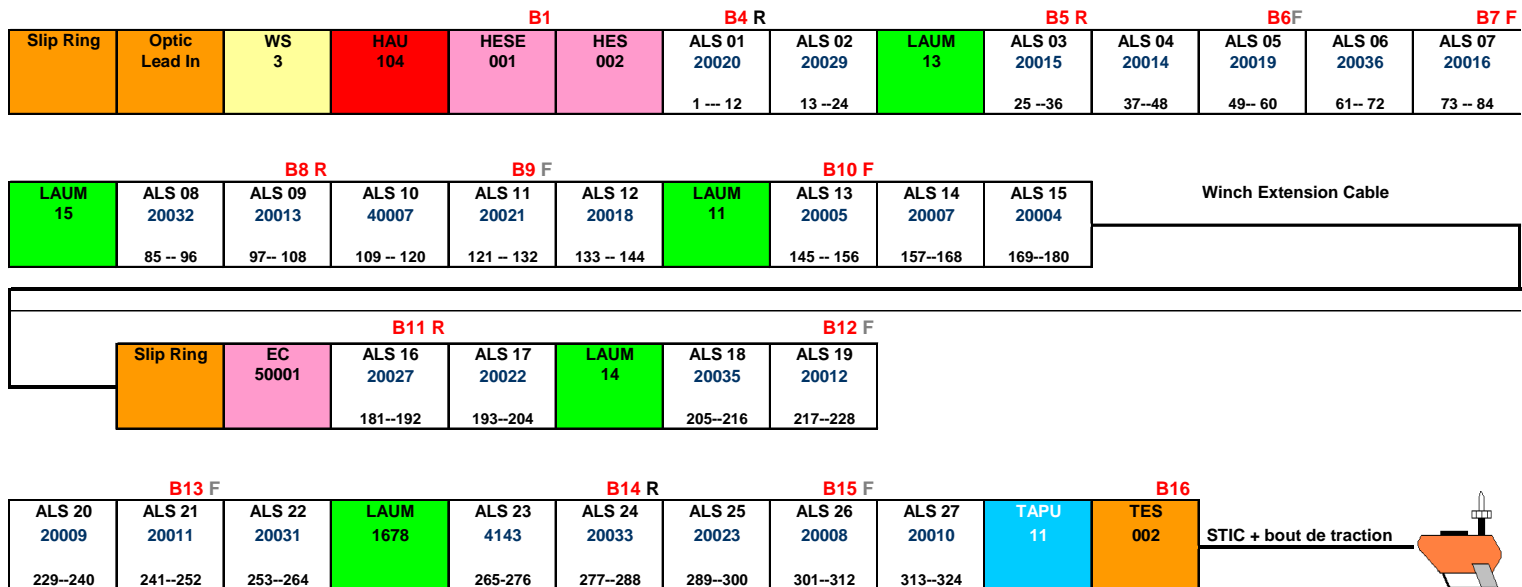 B1 B4 R B5 R B6F B7 F
Slip Ring Optic WS HAU HESE HES ALS 01 ALS 02 LAUM ALS 03 ALS 04 ALS 05 ALS 06 ALS 07
Lead In 3 104 001 002 20020 20029 13 20015 20014 20019 20036 20016
1 --- 12 13 --24 25 --36 37--48 49-- 60 61-- 72 73 -- 84
B8 R B9 F B10 F
LAUM ALS 08 ALS 09 ALS 10 ALS 11 ALS 12 LAUM ALS 13 ALS 14 ALS 15 Winch Extension Cable
15 20032 20013 40007 20021 20018 11 20005 20007 20004
85 -- 96 97-- 108 109 -- 120 121 -- 132 133 -- 144 145 -- 156 157--168 169--180
B11 R B12 F
Slip Ring EC ALS 16 ALS 17 LAUM ALS 18 ALS 19
50001 20027 20022 14 20035 20012
181--192 193--204 205--216 217--228
B13 F B14 R B15 F B16
ALS 20 ALS 21 ALS 22 LAUM ALS 23 ALS 24 ALS 25 ALS 26 ALS 27 TAPU TES
20009 20011 20031 1678 4143 20033 20023 20008 20010 11 002 STIC + bout de traction
229--240 241--252 253--264 265-276 277--288 289--300 301--312 313--324